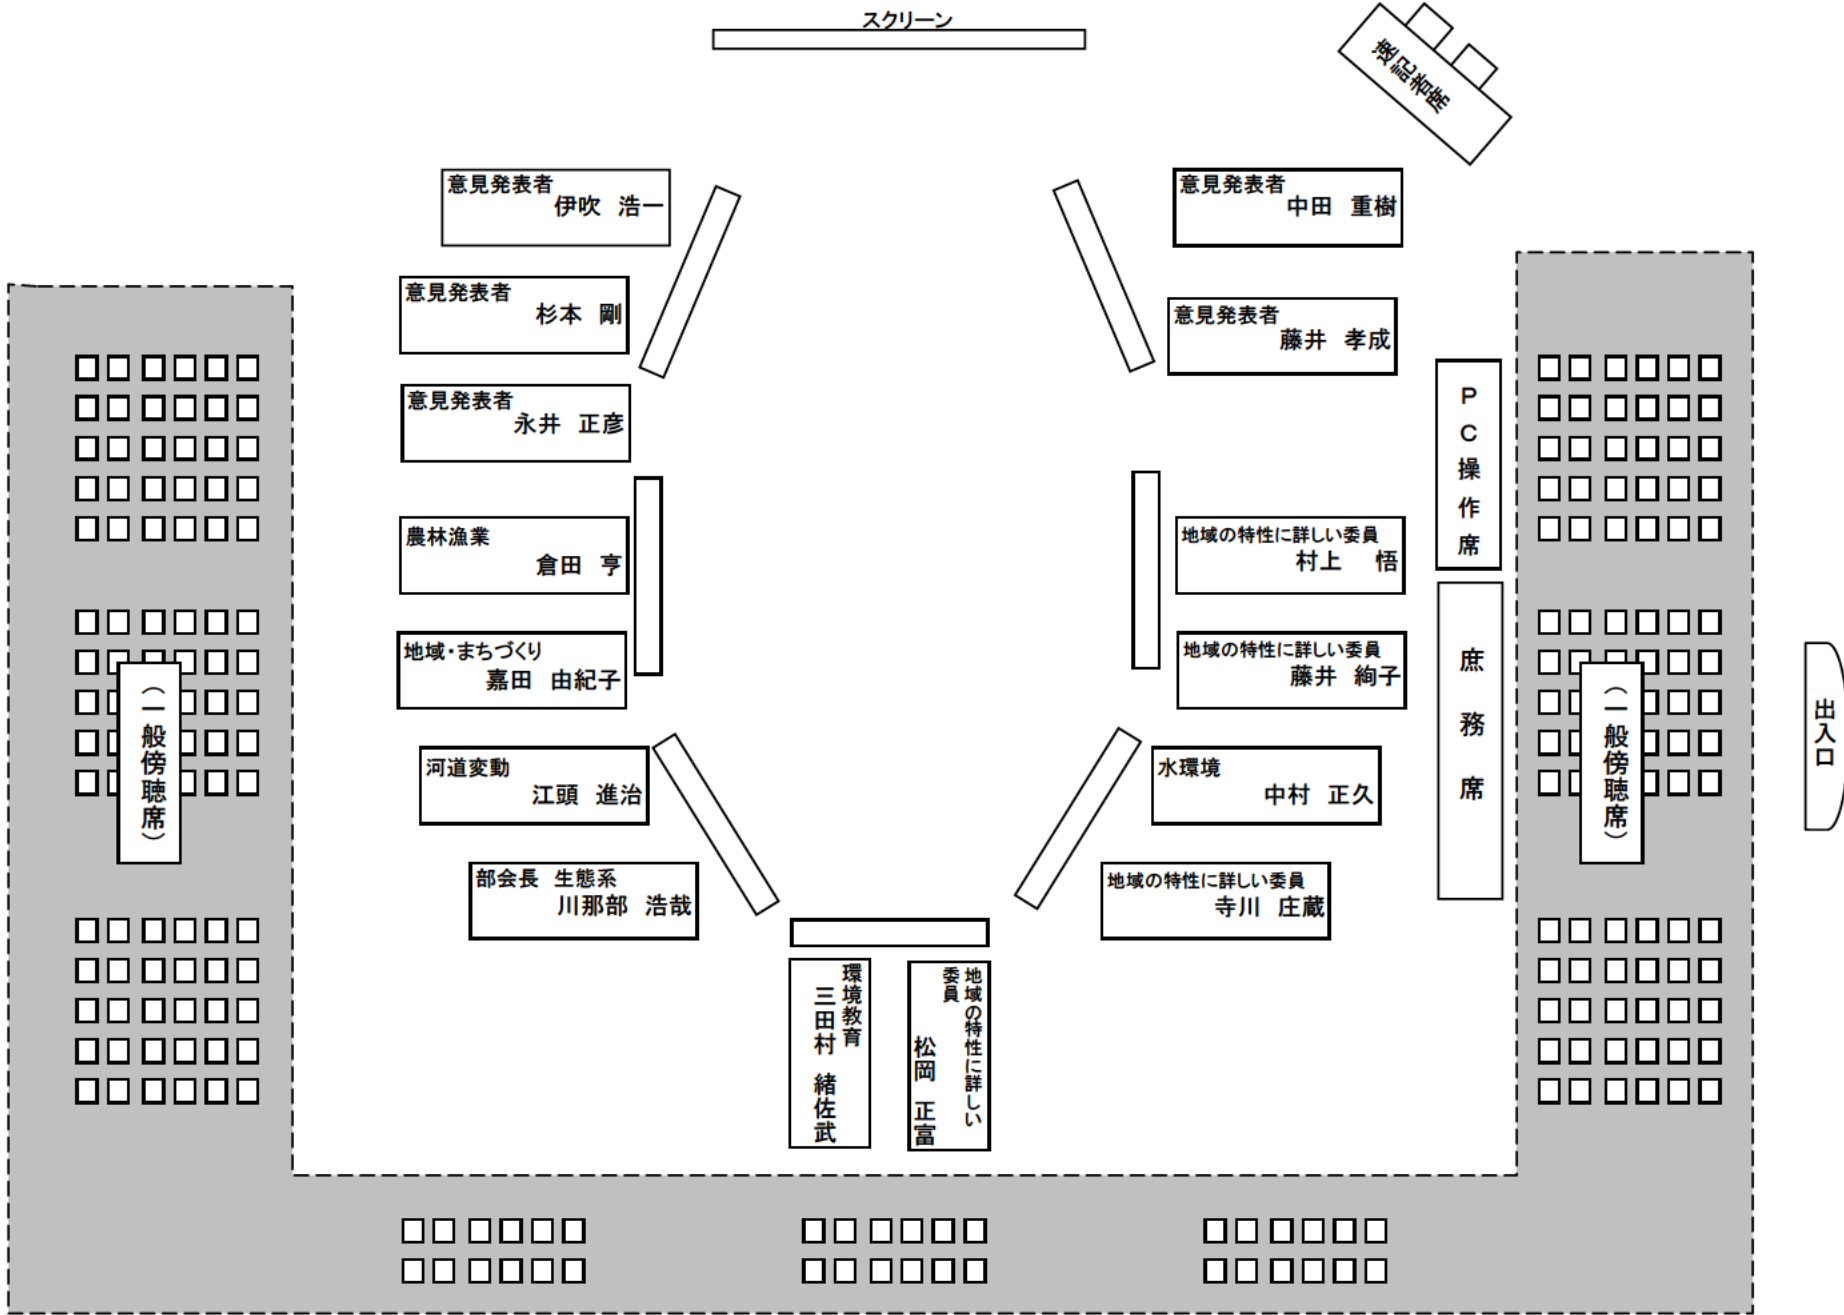 スクリーン
速記者席
意見発表者
伊吹 浩一
意見発表者
中田 重樹
意見発表者
杉本 剛
意見発表者
藤井 孝成
意見発表者
永井 正彦
PC操作席
農林漁業
倉田 亨
地域の特性に詳しい委員
村上 悟
地域・まちづくり
嘉田 由紀子
地域の特性に詳しい委員
藤井 絢子
庶務席
(一般傍聴席)
(一般傍聴席)
出入口
河道変動
江頭 進治
水環境
中村 正久
部会長 生態系
川那部 浩哉
地域の特性に詳しい委員
寺川 庄蔵
環境教育
三田村 緒佐武
地域の特性に詳しい
委員
松岡 正富